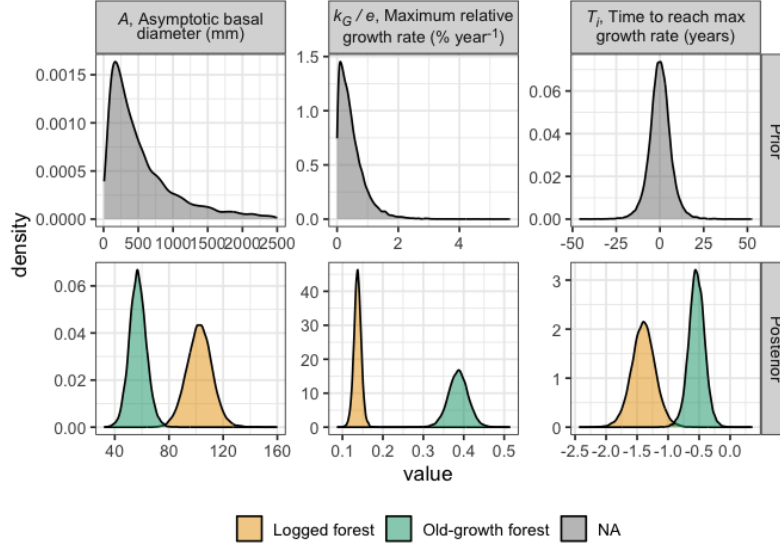 A, Asymptotic basal
diameter (mm)
k_G / e, Maximum relative
growth rate (% year⁻¹)
T_i, Time to reach max
growth rate (years)
0.0015
0.0010
0.0005
0.0000
0 500 1000 1500 2000 2500
1.5
1.0
0.5
0.0
0 2 4
0.06
0.04
0.02
0.00
-50 -25 0 25 50
Prior
density
0.06
0.04
0.02
0.00
40 80 120 160
40
30
20
10
0
0.1 0.2 0.3 0.4 0.5
3
2
1
0
-2.5 -2.0 -1.5 -1.0 -0.5 0.0
Posterior
value
Logged forest Old-growth forest NA